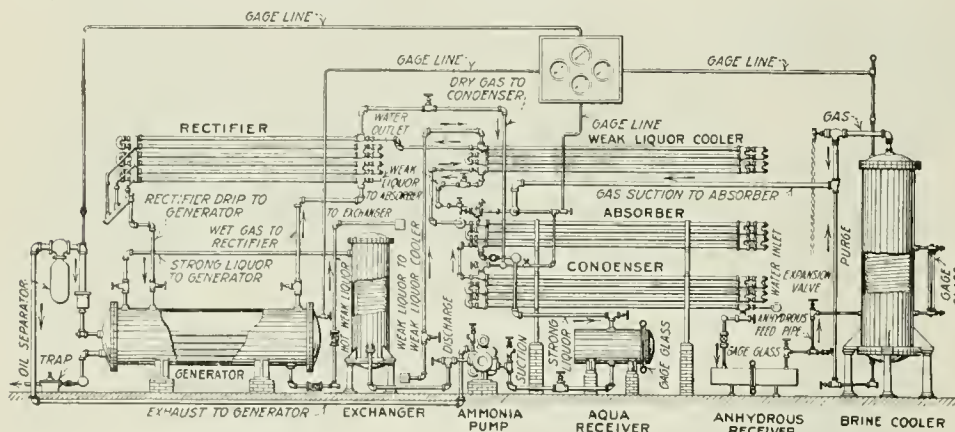 GAGE LINE
GAGE LINE
GAGE LINE
DRY GAS TO
CONDENSER
GAGE LINE
WATER
OUTLET
RECTIFIER
WEAK LIQUOR COOLER
GAS
WEAK
LIQUOR
TO ABSORBER
GAS SUCTION TO ABSORBER
RECTIFIER DRIP TO
GENERATOR
TO EXCHANGER
ABSORBER
WET GAS TO
RECTIFIER
STRONG LIQUOR
TO GENERATOR
HOT WEAK LIQUOR
WEAK LIQUOR TO
WEAK LIQUOR COOLER
CONDENSER
WATER INLET
EXPANSION
VALVE
PURGE
GAGE
OIL SEPARATOR
DISCHARGE
ANHYDROUS
FEED PIPE
GAGE GLASS
STRONG
LIQUOR
SUCTION
GAGE GLASS
TRAP
GENERATOR
EXHAUST TO GENERATOR
EXCHANGER
AMMONIA
PUMP
AQUA
RECEIVER
ANHYDROUS
RECEIVER
BRINE COOLER